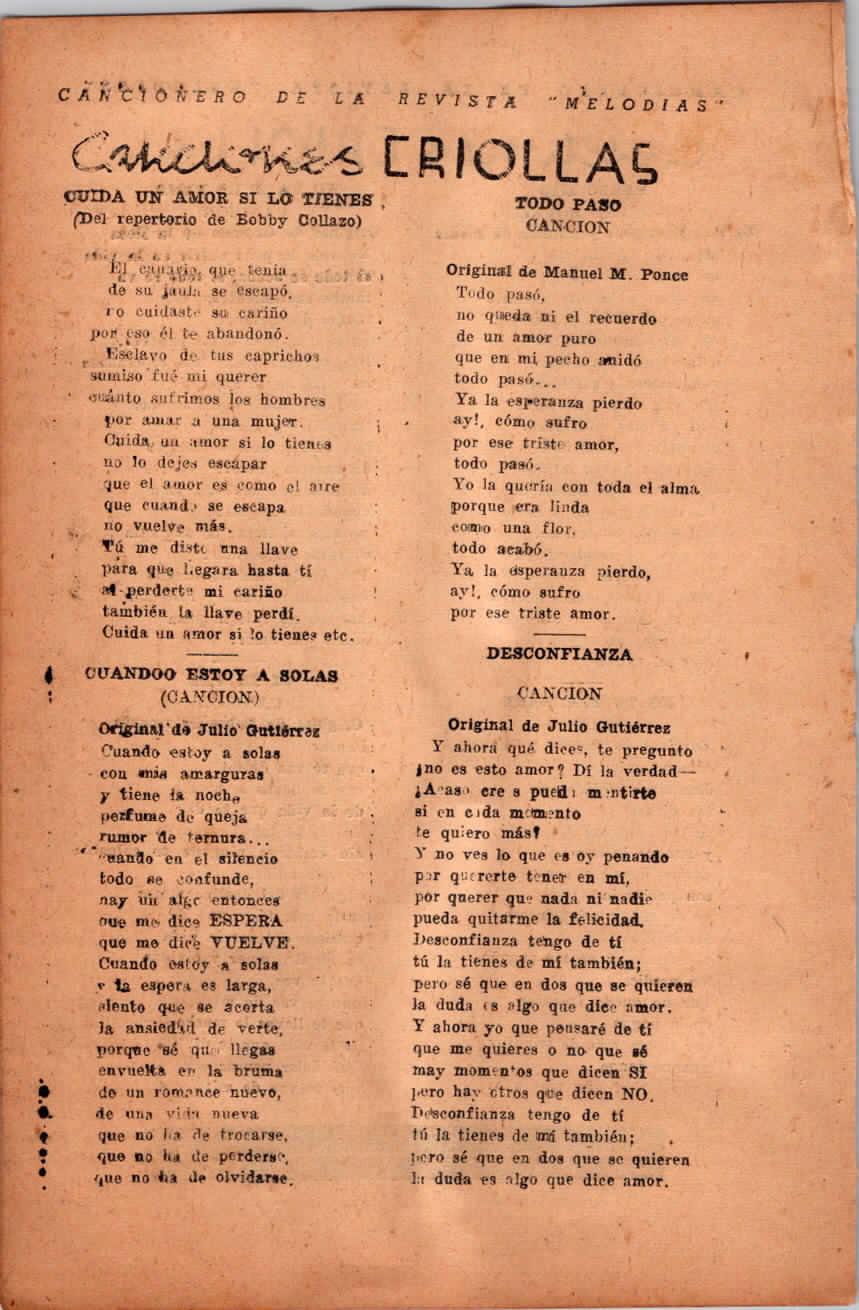 CANCIONERO DE LA REVISTA "MELODIAS"
Canciones CRIOLLAS
CUIDA UN AMOR SI LO TIENES
(Del repertorio de Bobby Collazo)
El canario que tenía
de su jaula se escapó,
no cuidaste su cariño
por eso él te abandonó.
Esclavo de tus caprichos
sumiso fué mi querer
cuánto sufrimos los hombres
por amar a una mujer.
Cuida un amor si lo tienes
no lo dejes escapar
que el amor es como el aire
que cuando se escapa
no vuelve más.
Tú me diste una llave
para que llegara hasta tí
al perderte mi cariño
también la llave perdí.
Cuida un amor si lo tienes etc.
CUANDOO ESTOY A SOLAS
(CANCION)
Original de Julio Gutiérrez
Cuando estoy a solas
con mis amarguras
y tiene la noche
perfume de queja
rumor de ternura...
cuando en el silencio
todo se confunde,
hay un algo entonces
que me dice ESPERA
que me dice VUELVE.
Cuando estoy a solas
y la espera es larga,
siento que se acorta
la ansiedad de verte,
porque sé que llegas
envuelta en la bruma
de un romance nuevo,
de una vida nueva
que no ha de trocarse,
que no ha de perderse,
que no ha de olvidarse.
TODO PASO
CANCION
Original de Manuel M. Ponce
Todo pasó,
no queda ni el recuerdo
de un amor puro
que en mi pecho anidó
todo pasó...
Ya la esperanza pierdo
ay!, cómo sufro
por ese triste amor,
todo pasó.
Yo la quería con toda el alma
porque era linda
como una flor,
todo acabó.
Ya la esperanza pierdo,
ay!, cómo sufro
por ese triste amor.
DESCONFIANZA
CANCION
Original de Julio Gutiérrez
Y ahora qué dices, te pregunto
¿no es esto amor? Dí la verdad—
¿Acaso cre s puedo mentirte
si en cada momento
te quiero más?
Y no ves lo que es oy penando
por quererte tener en mí,
por querer que nada ni nadie
pueda quitarme la felicidad.
Desconfianza tengo de tí
tú la tienes de mí también;
pero sé que en dos que se quieren
la duda es algo que dice amor.
Y ahora yo que pensaré de tí
que me quieres o no que sé
may momentos que dicen SI
pero hay otros que dicen NO.
Desconfianza tengo de tí
tú la tienes de mí también;
pero sé que en dos que se quieren
la duda es algo que dice amor.